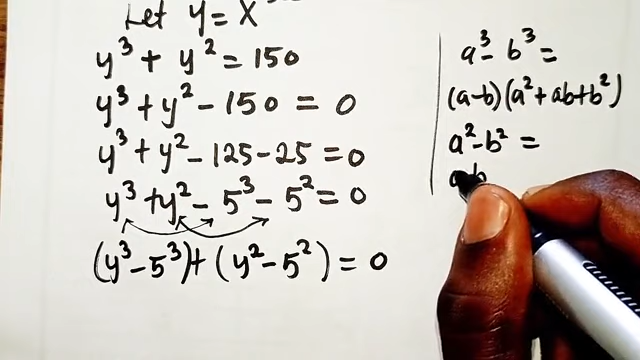 Let y = x
y³ + y² = 150
y³ + y² - 150 = 0
y³ + y² - 125 - 25 = 0
y³ + y² - 5³ - 5² = 0
(y³ - 5³) + (y² - 5²) = 0
a³ - b³ =
(a-b)(a² + ab + b²)
a² - b² =